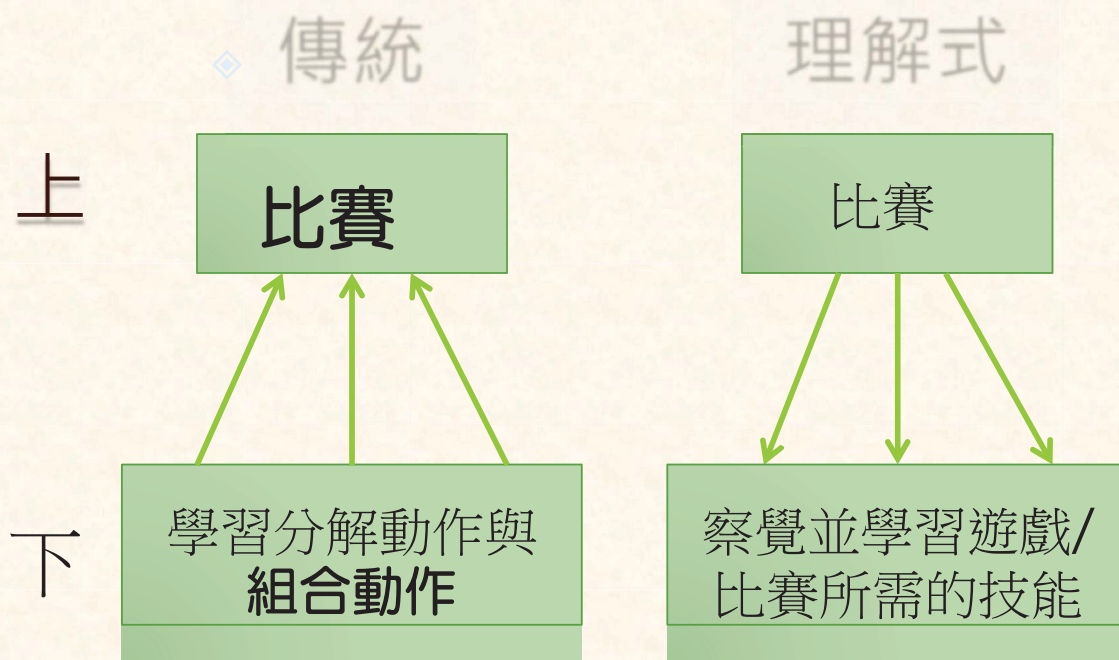 傳統
理解式
上
比賽
比賽
下
學習分解動作與
組合動作
察覺並學習遊戲/
比賽所需的技能